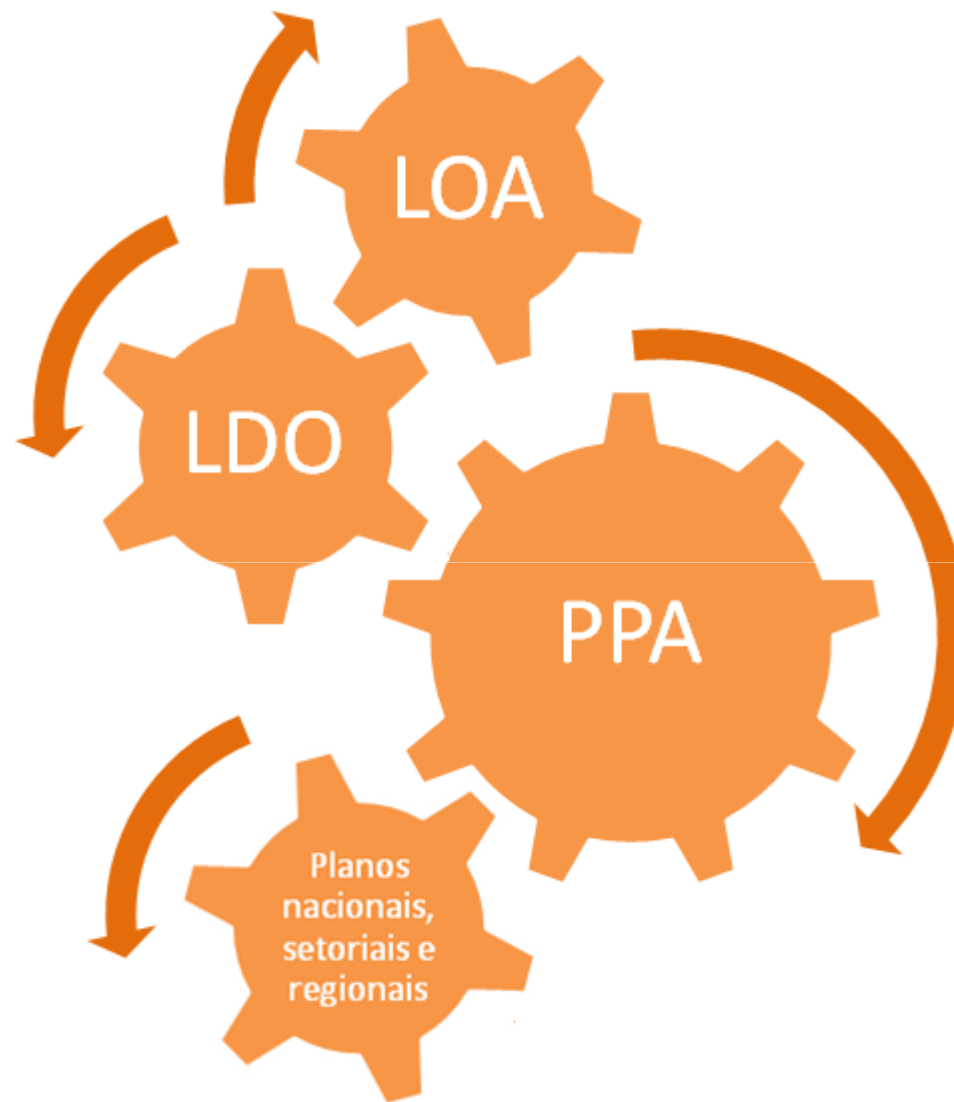 LOA
LDO
PPA
Planos
nacionais,
setoriais e
regionais